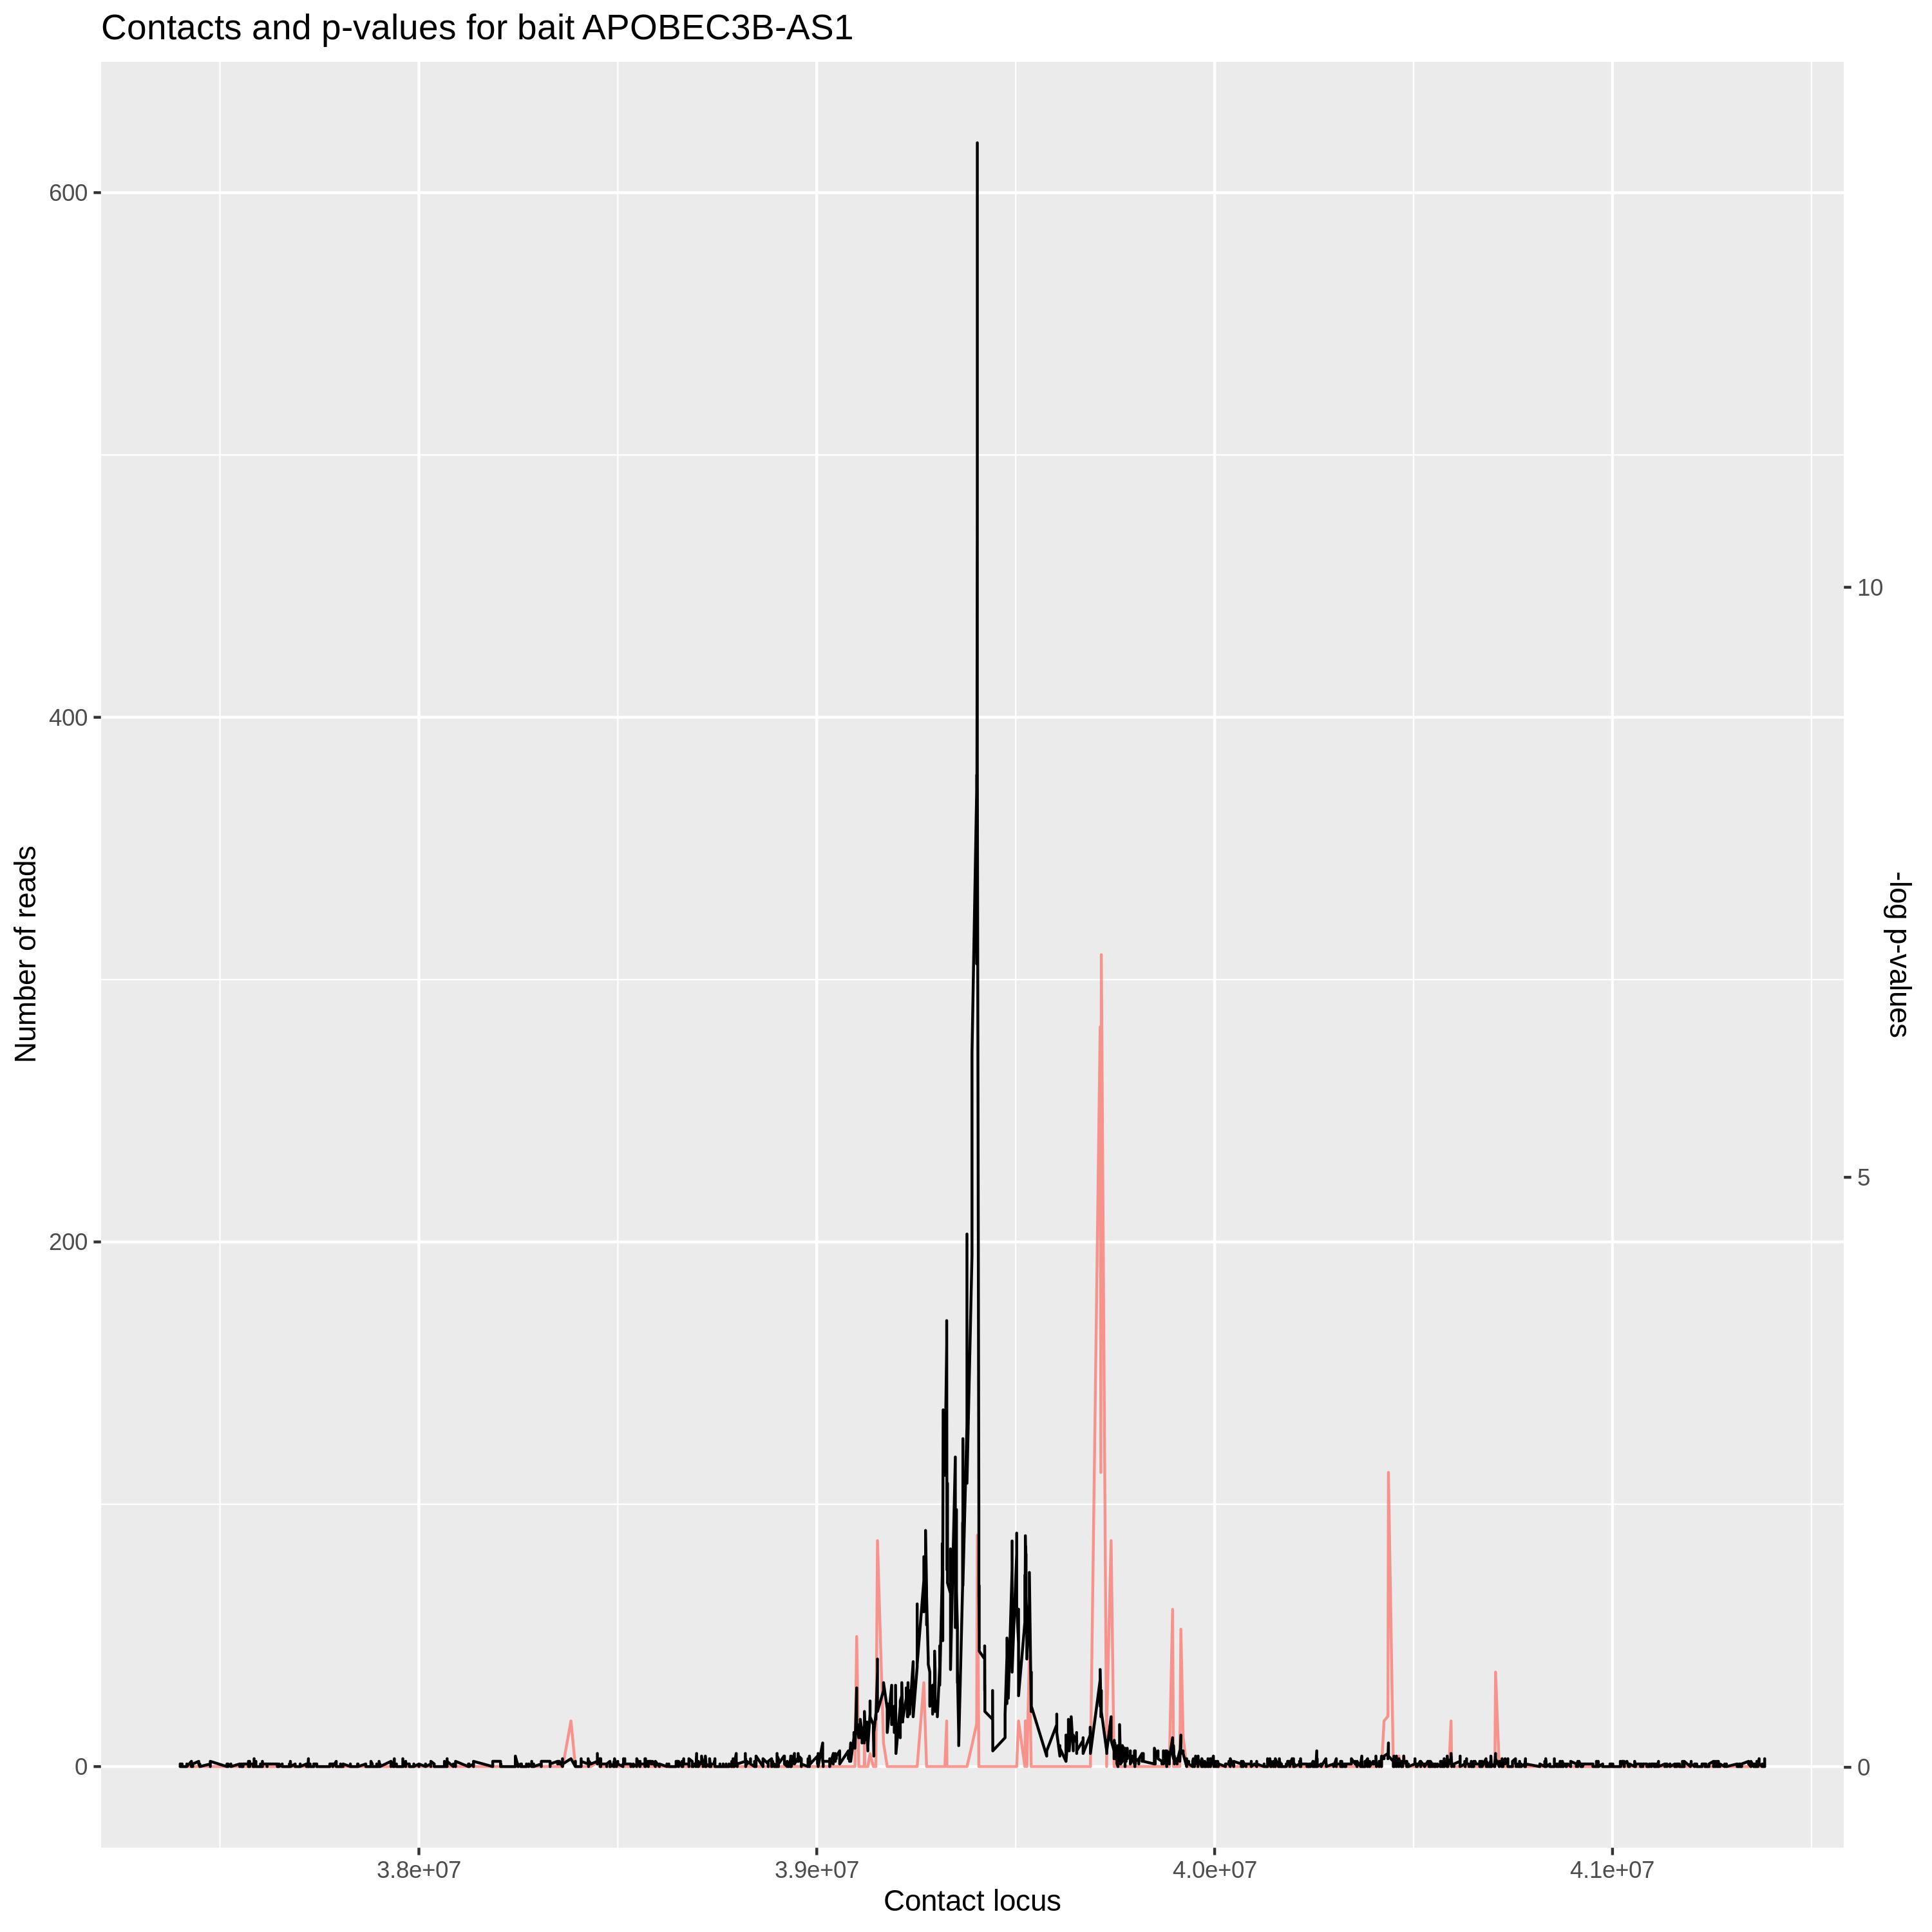 Contacts and p-values for bait APOBEC3B-AS1
600
400
200
0
Number of reads
10
5
0
-log p-values
3.8e+07
3.9e+07
4.0e+07
4.1e+07
Contact locus